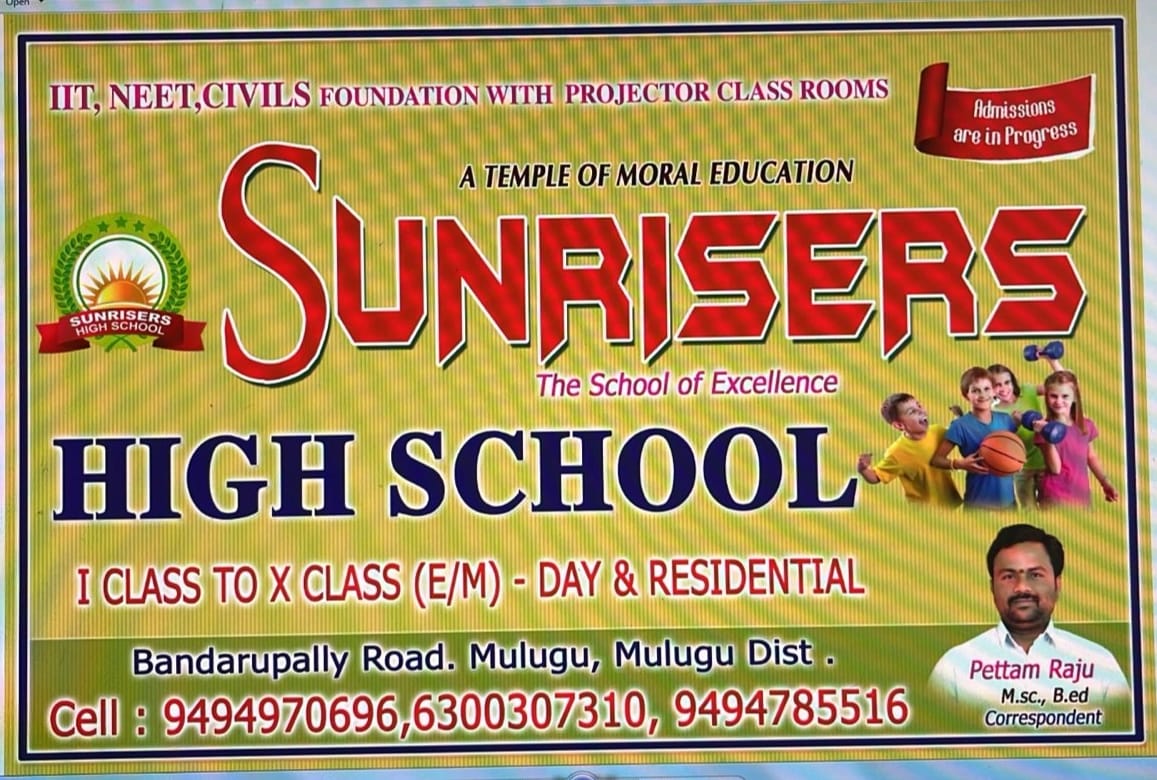 Open
IIT, NEET,CIVILS FOUNDATION WITH PROJECTOR CLASS ROOMS
Admissions
are in Progress
A TEMPLE OF MORAL EDUCATION
SUNRISERS
SUNRISERS
HIGH SCHOOL
The School of Excellence
HIGH SCHOOL
I CLASS TO X CLASS (E/M) - DAY & RESIDENTIAL
Bandarupally Road. Mulugu, Mulugu Dist .
Cell : 9494970696,6300307310, 9494785516
Pettam Raju
M.sc., B.ed
Correspondent